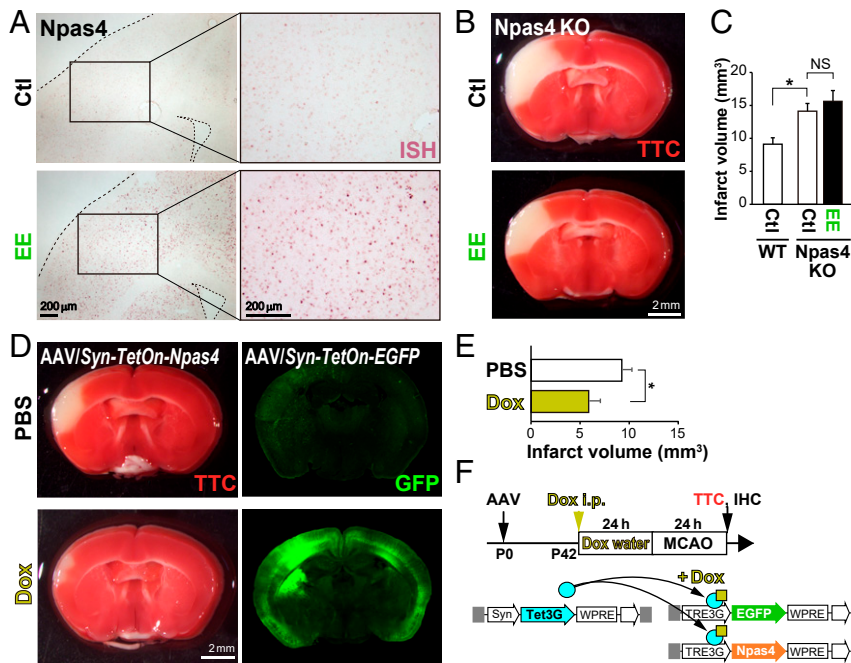 A
Npas4
Ctl
ISH
EE
200 µm
200 µm
B
Npas4 KO
Ctl
TTC
EE
2 mm
C
Infarct volume (mm³)
20
15
10
5
0
*
NS
Ctl
Ctl
EE
WT
Npas4
KO
D
AAV/Syn-TetOn-Npas4
AAV/Syn-TetOn-EGFP
PBS
TTC
GFP
Dox
2 mm
E
PBS
Dox
*
0 5 10 15
Infarct volume (mm³)
F
AAV
Dox i.p.
TTC, IHC
24 h
24 h
P0
P42
Dox water
MCAO
+ Dox
Syn
Tet3G
WPRE
TRE3G
EGFP
WPRE
TRE3G
Npas4
WPRE